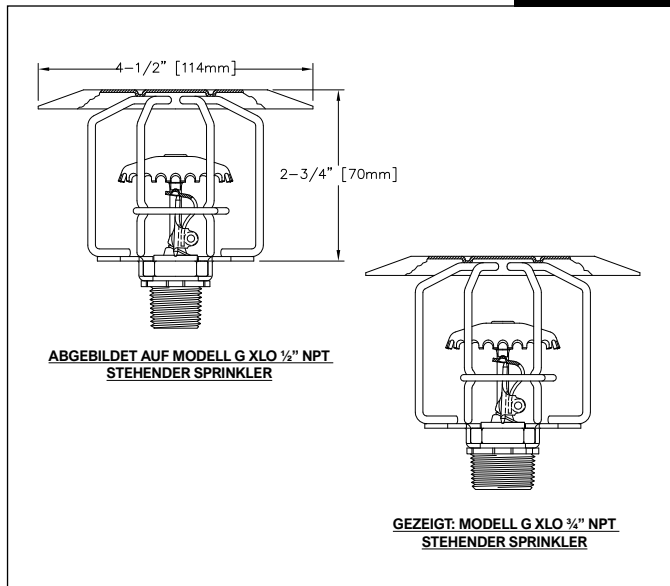 4-1/2” [114mm]
2-3/4” [70mm]
ABGEBILDET AUF MODELL G XLO ½” NPT
STEHENDER SPRINKLER
GEZEIGT: MODELL G XLO ¾” NPT
STEHENDER SPRINKLER